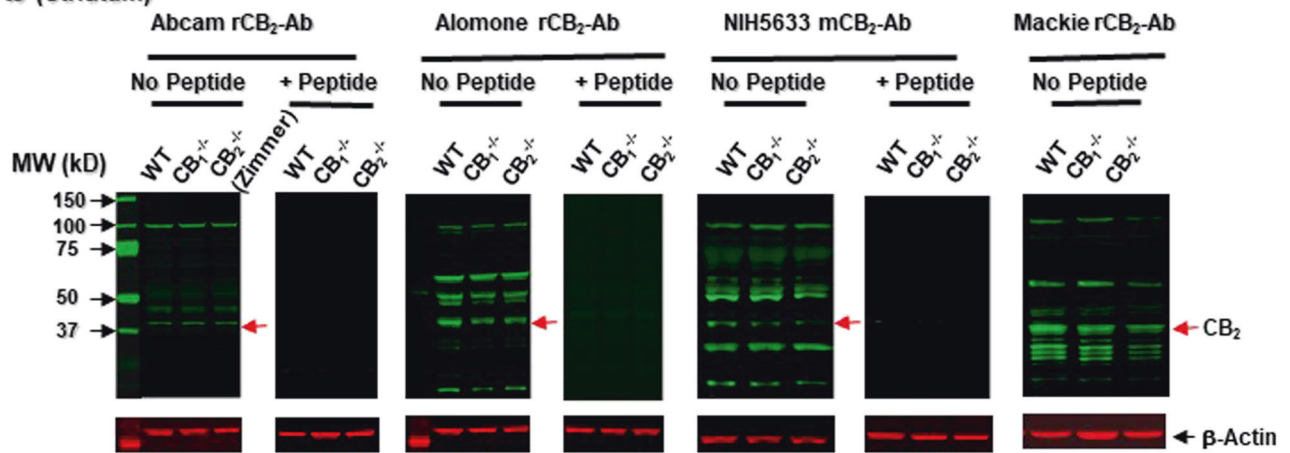 (Striatum)
Abcam rCB₂-Ab Alomone rCB₂-Ab NIH5633 mCB₂-Ab Mackie rCB₂-Ab
No Peptide + Peptide No Peptide + Peptide No Peptide + Peptide No Peptide
WT CB₁⁻/⁻ CB₂⁻/⁻ (Zimmer) WT CB₁⁻/⁻ CB₂⁻/⁻ WT CB₁⁻/⁻ CB₂⁻/⁻ WT CB₁⁻/⁻ CB₂⁻/⁻ WT CB₁⁻/⁻ CB₂⁻/⁻ WT CB₁⁻/⁻ CB₂⁻/⁻ WT CB₁⁻/⁻ CB₂⁻/⁻
MW (kD)
150
100
75
50
37
CB₂
β-Actin